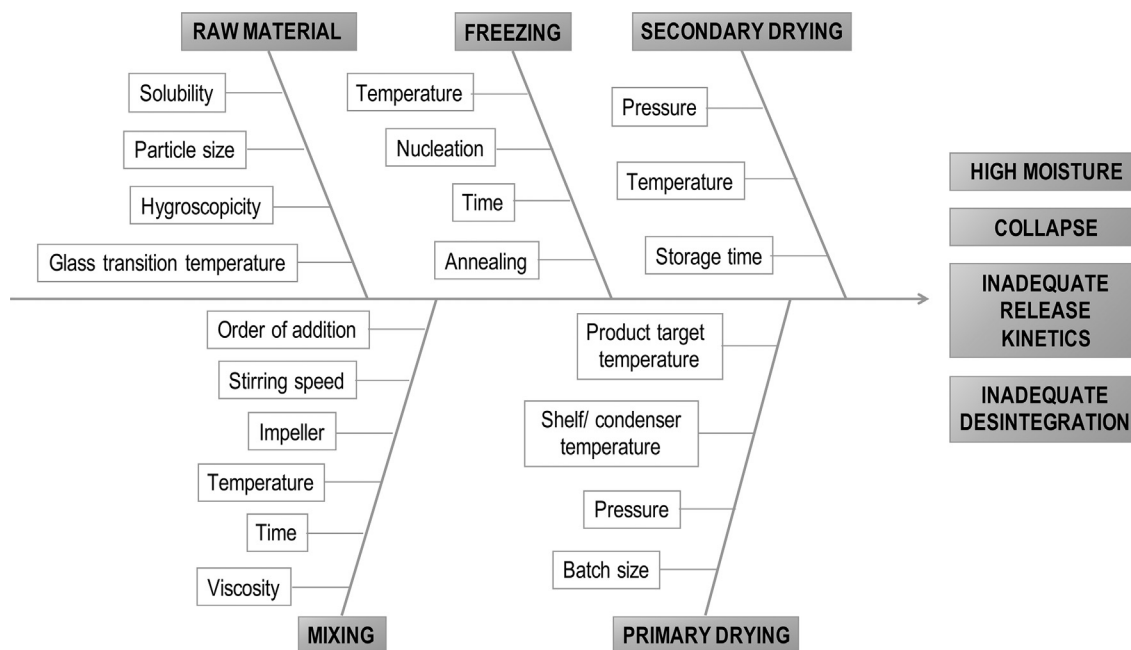 RAW MATERIAL
Solubility
Particle size
Hygroscopicity
Glass transition temperature
FREEZING
Temperature
Nucleation
Time
Annealing
SECONDARY DRYING
Pressure
Temperature
Storage time
Order of addition
Stirring speed
Impeller
Temperature
Time
Viscosity
MIXING
Product target
temperature
Shelf/ condenser
temperature
Pressure
Batch size
PRIMARY DRYING
HIGH MOISTURE
COLLAPSE
INADEQUATE
RELEASE
KINETICS
INADEQUATE
DESINTEGRATION